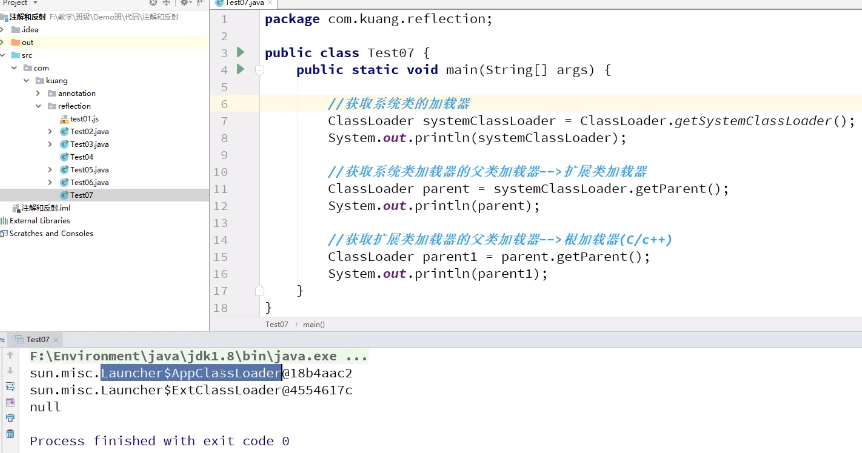 Project
Test07.java
注解和反射 F:\教学\班级\Demo班\代码\注解和反射
.idea
out
src
com
kuang
annotation
reflection
test01.js
Test02.java
Test03.java
Test04
Test05.java
Test06.java
Test07
注解和反射.iml
External Libraries
Scratches and Consoles
1 package com.kuang.reflection;
2
3 public class Test07 {
4 public static void main(String[] args) {
5
6 //获取系统类的加载器
7 ClassLoader systemClassLoader = ClassLoader.getSystemClassLoader();
8 System.out.println(systemClassLoader);
9
10 //获取系统类加载器的父类加载器-->扩展类加载器
11 ClassLoader parent = systemClassLoader.getParent();
12 System.out.println(parent);
13
14 //获取扩展类加载器的父类加载器-->根加载器(C/c++)
15 ClassLoader parent1 = parent.getParent();
16 System.out.println(parent1);
17 }
18 }
Test07 › main()
Test07
F:\Environment\java\jdk1.8\bin\java.exe ...
sun.misc.Launcher$AppClassLoader@18b4aac2
sun.misc.Launcher$ExtClassLoader@4554617c
null
Process finished with exit code 0